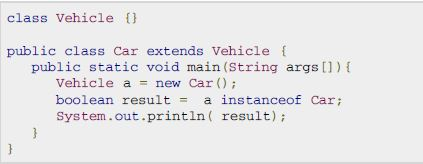 class Vehicle {}
public class Car extends Vehicle {
public static void main(String args[]){
Vehicle a = new Car();
boolean result =  a instanceof Car;
System.out.println( result);
}
}